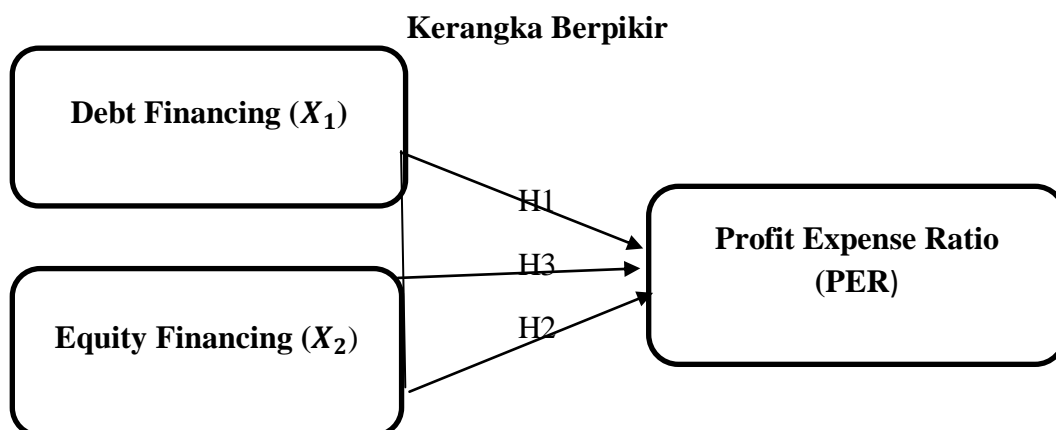 Kerangka Berpikir
Debt Financing (𝑿𝟏)
H1
Profit Expense Ratio
(PER)
H3
Equity Financing (𝑿𝟐)
H2